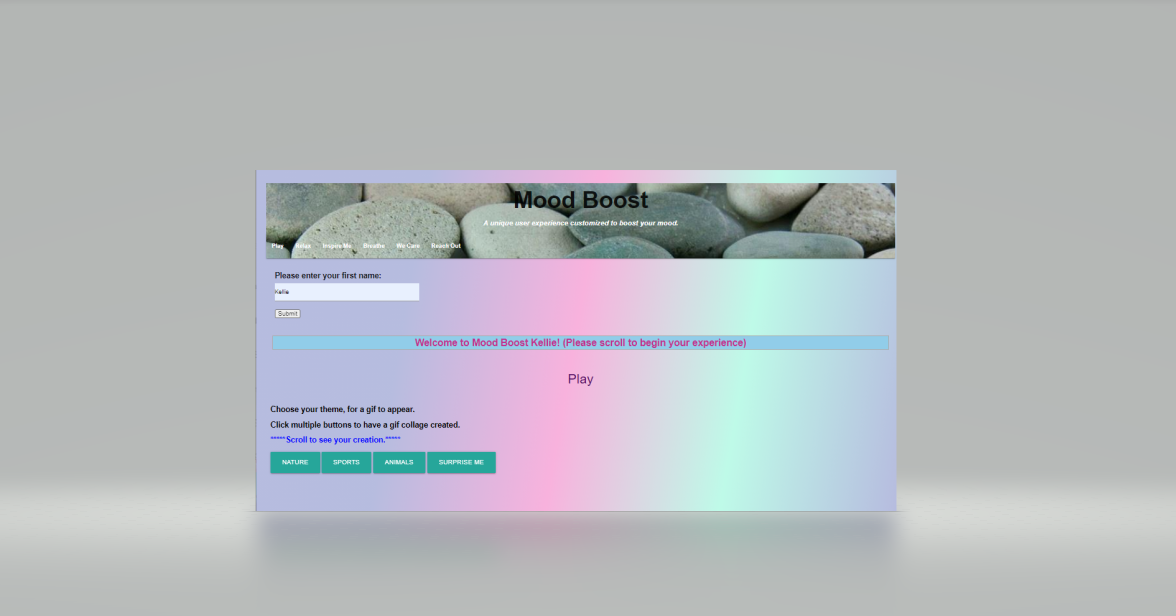 Mood Boost
A unique user experience customized to boost your mood.
Play Relax Inspire Me Breathe We Care Reach Out
Please enter your first name:
Kellie
Submit
Welcome to Mood Boost Kellie! (Please scroll to begin your experience)
Play
Choose your theme, for a gif to appear.
Click multiple buttons to have a gif collage created.
*****Scroll to see your creation.*****
NATURE SPORTS ANIMALS SURPRISE ME